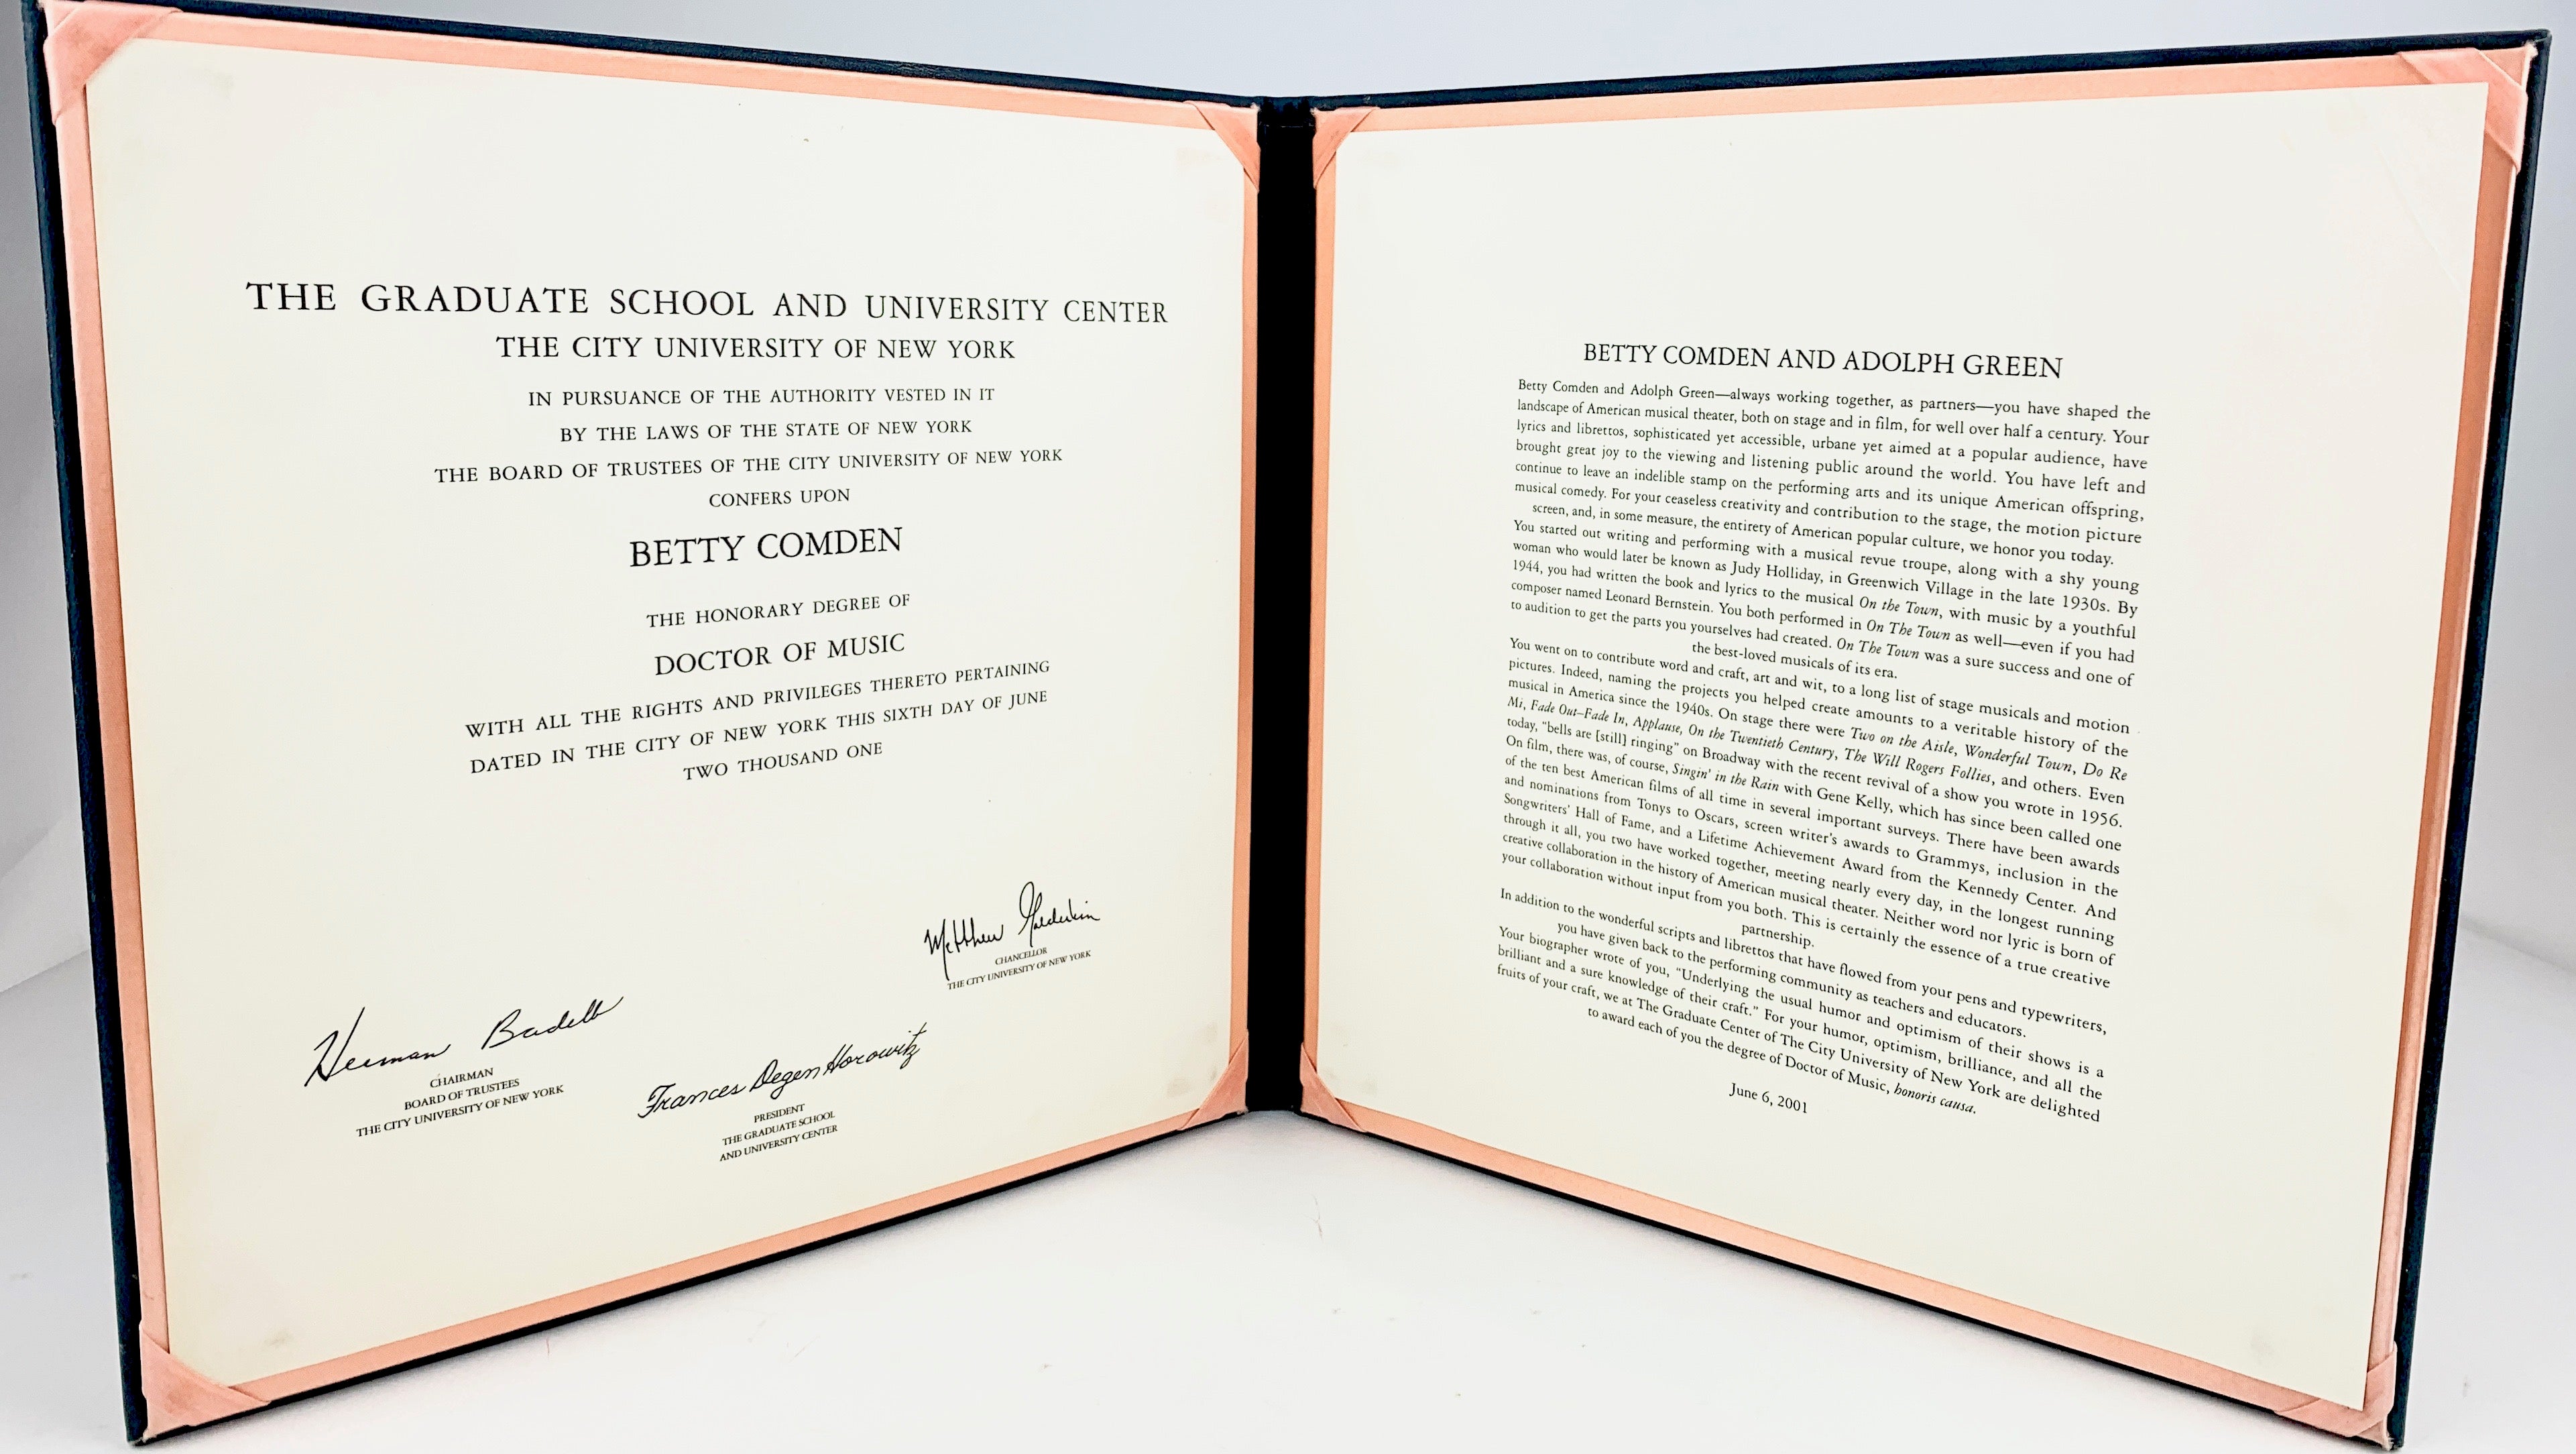 THE GRADUATE SCHOOL AND UNIVERSITY CENTER
THE CITY UNIVERSITY OF NEW YORK
IN PURSUANCE OF THE AUTHORITY VESTED IN IT
BY THE LAWS OF THE STATE OF NEW YORK
THE BOARD OF TRUSTEES OF THE CITY UNIVERSITY OF NEW YORK
CONFERS UPON
BETTY COMDEN
THE HONORARY DEGREE OF
DOCTOR OF MUSIC
WITH ALL THE RIGHTS AND PRIVILEGES THERETO PERTAINING
DATED IN THE CITY OF NEW YORK THIS SIXTH DAY OF JUNE
TWO THOUSAND ONE
Matthew Goldstein
CHANCELLOR
THE CITY UNIVERSITY OF NEW YORK
Herman Badillo
CHAIRMAN
BOARD OF TRUSTEES
THE CITY UNIVERSITY OF NEW YORK
Frances Degen Horowitz
PRESIDENT
THE GRADUATE SCHOOL
AND UNIVERSITY CENTER
BETTY COMDEN AND ADOLPH GREEN
Betty Comden and Adolph Green—always working together, as partners—you have shaped the
landscape of American musical theater, both on stage and in film, for well over half a century. Your
lyrics and librettos, sophisticated yet accessible, urbane yet aimed at a popular audience, have
brought great joy to the viewing and listening public around the world. You have left and
continue to leave an indelible stamp on the performing arts and its unique American offspring,
musical comedy. For your ceaseless creativity and contribution to the stage, the motion picture
screen, and, in some measure, the entirety of American popular culture, we honor you today.
You started out writing and performing with a musical revue troupe, along with a shy young
woman who would later be known as Judy Holliday, in Greenwich Village in the late 1930s. By
1944, you had written the book and lyrics to the musical On the Town, with music by a youthful
composer named Leonard Bernstein. You both performed in On The Town as well—even if you had
to audition to get the parts you yourselves had created. On The Town was a sure success and one of
the best-loved musicals of its era.
You went on to contribute word and craft, art and wit, to a long list of stage musicals and motion
pictures. Indeed, naming the projects you helped create amounts to a veritable history of the
musical in America since the 1940s. On stage there were Two on the Aisle, Wonderful Town, Do Re
Mi, Fade Out–Fade In, Applause, On the Twentieth Century, The Will Rogers Follies, and others. Even
today, "bells are [still] ringing" on Broadway with the recent revival of a show you wrote in 1956.
On film, there was, of course, Singin' in the Rain with Gene Kelly, which has since been called one
of the ten best American films of all time in several important surveys. There have been awards
and nominations from Tonys to Oscars, screen writer's awards to Grammys, inclusion in the
Songwriters' Hall of Fame, and a Lifetime Achievement Award from the Kennedy Center. And
through it all, you two have worked together, meeting nearly every day, in the longest running
creative collaboration in the history of American musical theater. Neither word nor lyric is born of
your collaboration without input from you both. This is certainly the essence of a true creative
partnership.
In addition to the wonderful scripts and librettos that have flowed from your pens and typewriters,
you have given back to the performing community as teachers and educators.
Your biographer wrote of you, "Underlying the usual humor and optimism of their shows is a
brilliant and a sure knowledge of their craft." For your humor, optimism, brilliance, and all the
fruits of your craft, we at The Graduate Center of The City University of New York are delighted
to award each of you the degree of Doctor of Music, honoris causa.
June 6, 2001